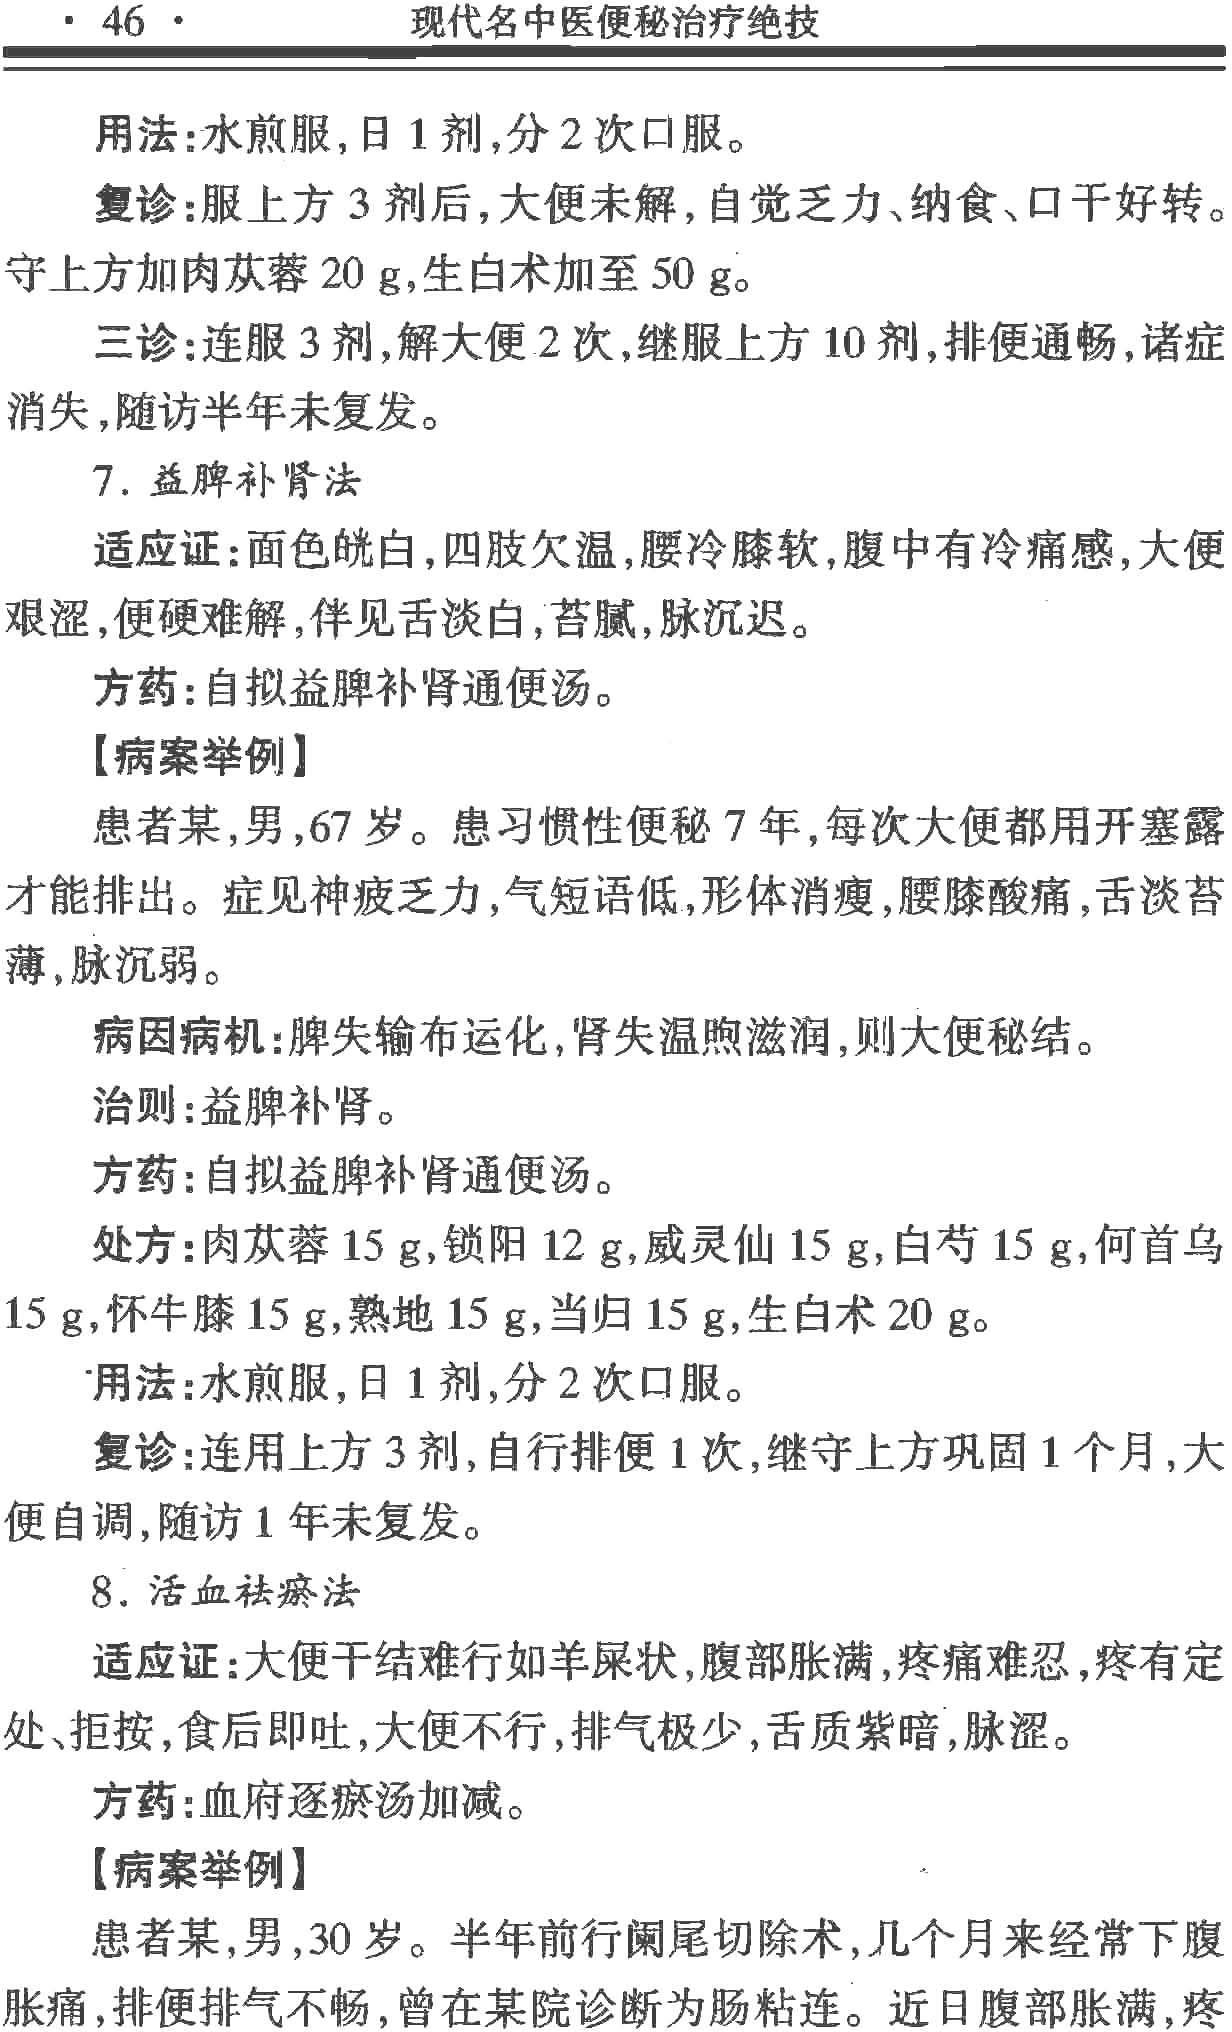 · 46 · 现代名中医便秘治疗绝技
用法:水煎服,日 1 剂,分 2 次口服。
复诊:服上方 3 剂后,大便未解,自觉乏力、纳食、口干好转。
守上方加肉苁蓉 20 g,生白术加至 50 g。
三诊:连服 3 剂,解大便 2 次,继服上方 10 剂,排便通畅,诸症
消失,随访半年未复发。
7. 益脾补肾法
适应证:面色㿠白,四肢欠温,腰冷膝软,腹中有冷痛感,大便
艰涩,便硬难解,伴见舌淡白,苔腻,脉沉迟。
方药:自拟益脾补肾通便汤。
【病案举例】
患者某,男,67 岁。患习惯性便秘 7 年,每次大便都用开塞露
才能排出。症见神疲乏力,气短语低,形体消瘦,腰膝酸痛,舌淡苔
薄,脉沉弱。
病因病机:脾失输布运化,肾失温煦滋润,则大便秘结。
治则:益脾补肾。
方药:自拟益脾补肾通便汤。
处方:肉苁蓉 15 g,锁阳 12 g,威灵仙 15 g,白芍 15 g,何首乌
15 g,怀牛膝 15 g,熟地 15 g,当归 15 g,生白术 20 g。
用法:水煎服,日 1 剂,分 2 次口服。
复诊:连用上方 3 剂,自行排便 1 次,继守上方巩固 1 个月,大
便自调,随访 1 年未复发。
8. 活血祛瘀法
适应证:大便干结难行如羊屎状,腹部胀满,疼痛难忍,疼有定
处、拒按,食后即吐,大便不行,排气极少,舌质紫暗,脉涩。
方药:血府逐瘀汤加减。
【病案举例】
患者某,男,30 岁。半年前行阑尾切除术,几个月来经常下腹
胀痛,排便排气不畅,曾在某院诊断为肠粘连。近日腹部胀满,疼